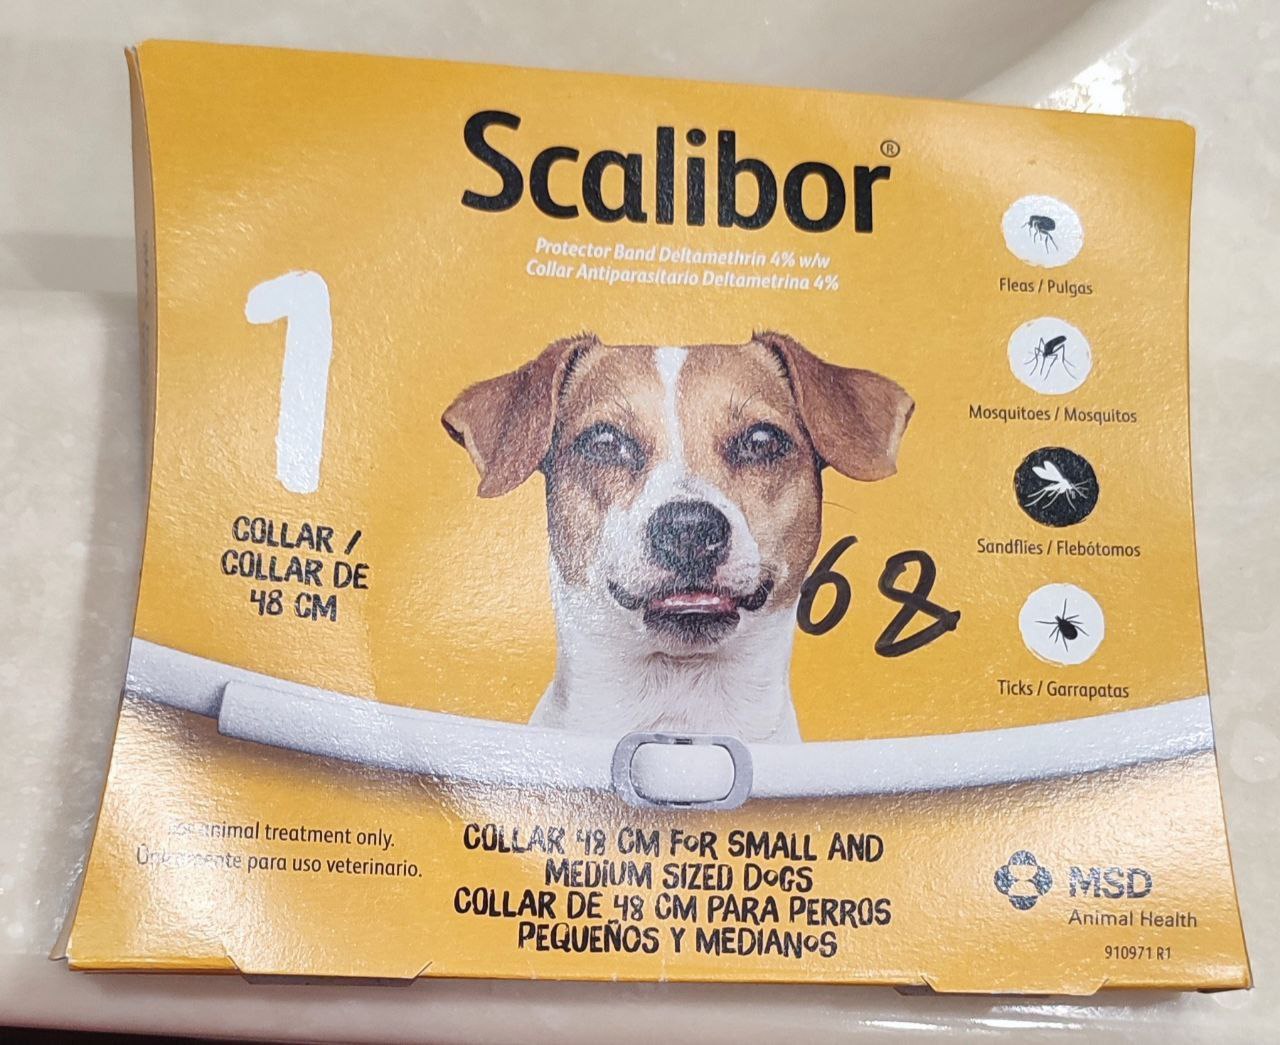 Scalibor®
Protector Band Deltamethrin 4% w/w
Collar Antiparasitario Deltametrina 4%
1
COLLAR /
COLLAR DE
48 CM
Fleas / Pulgas
Mosquitoes / Mosquitos
Sandflies / Flebótomos
Ticks / Garrapatas
68
For animal treatment only.
Únicamente para uso veterinario.
COLLAR 48 CM FOR SMALL AND
MEDIUM SIZED DOGS
COLLAR DE 48 CM PARA PERROS
PEQUEÑOS Y MEDIANOS
MSD
Animal Health
910971 R1